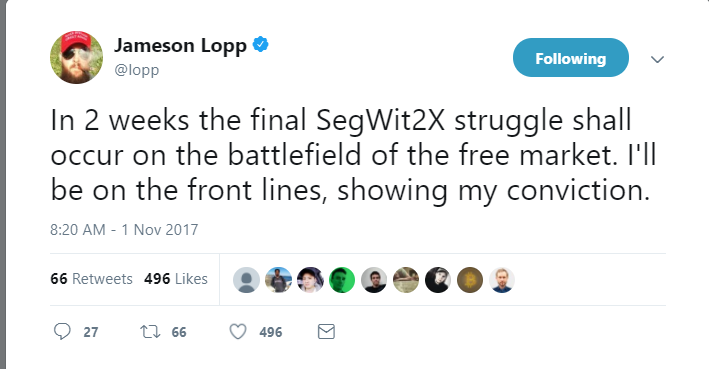 Jameson Lopp
@lopp
Following
In 2 weeks the final SegWit2X struggle shall
occur on the battlefield of the free market. I'll
be on the front lines, showing my conviction.
8:20 AM - 1 Nov 2017
66 Retweets 496 Likes
27 66 496